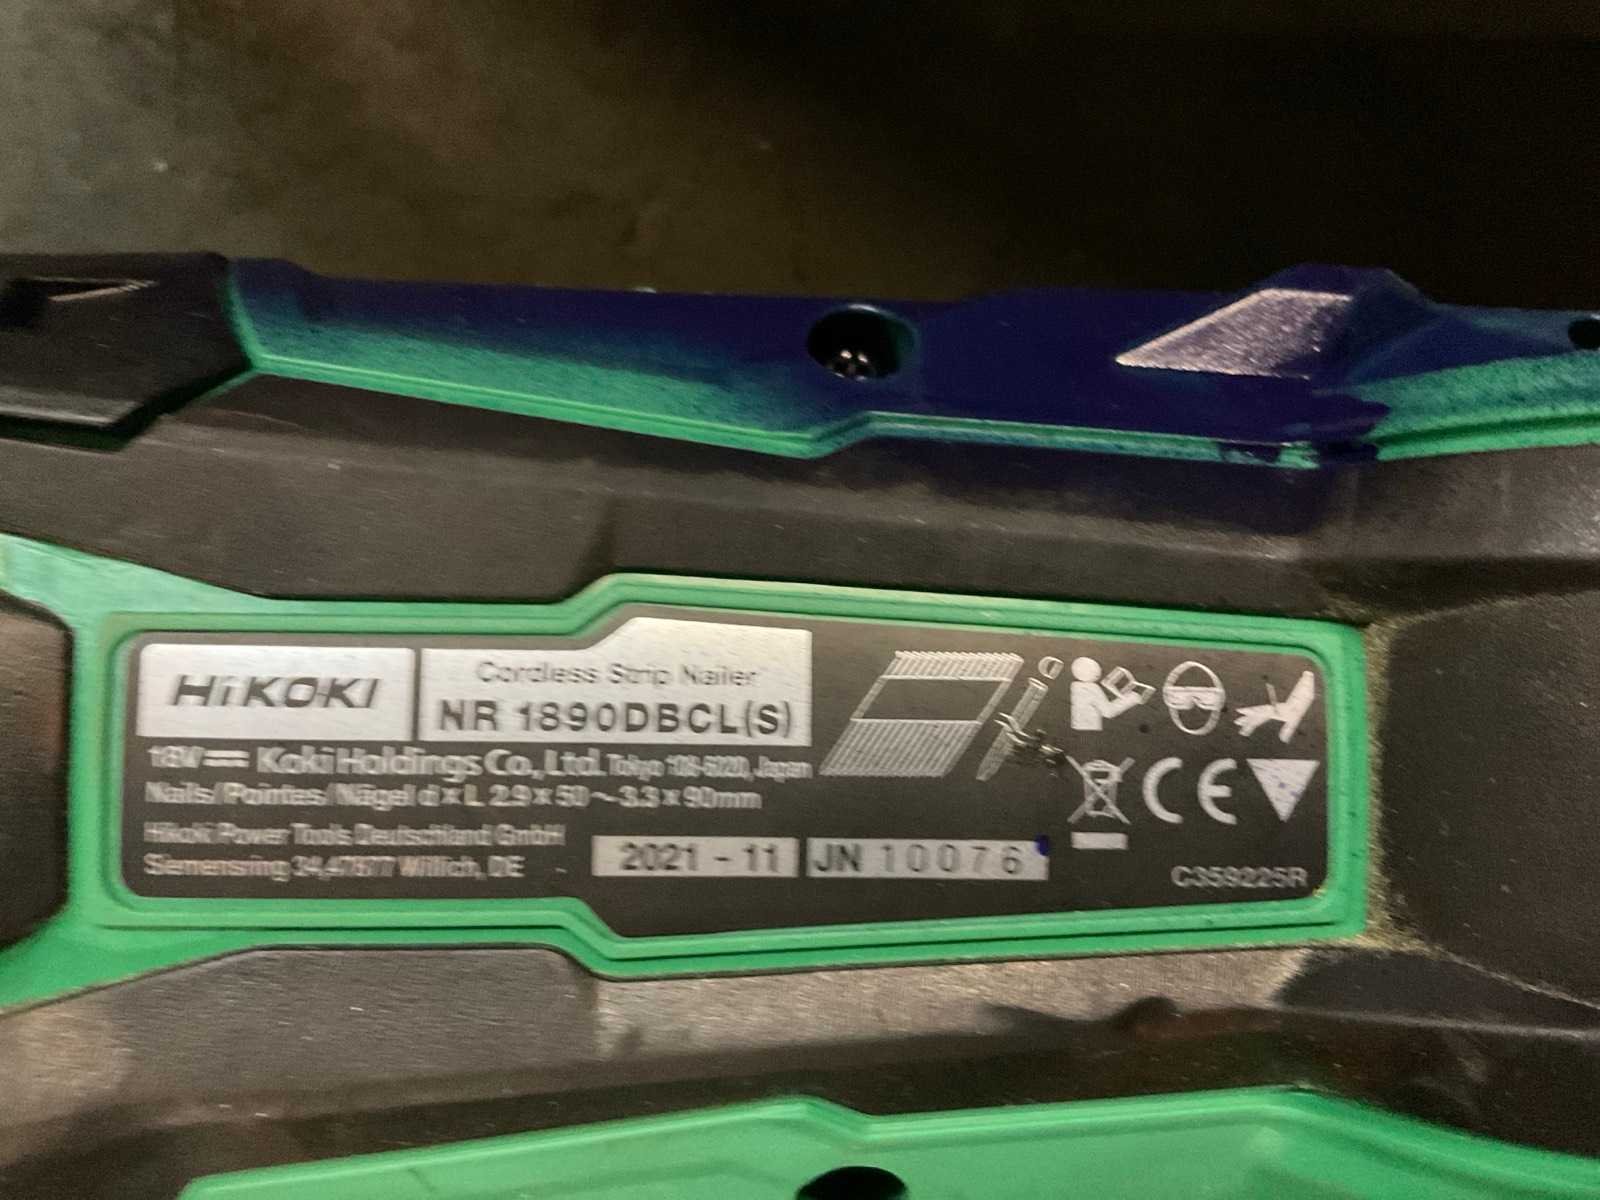 HiKOKI
Cordless Strip Nailer
NR 1890DBCL(S)
18V⎓ Koki Holdings Co., Ltd. Tokyo 108-6020, Japan
Nails/Pointes/Nägel d×L 2.9×50~3.3×90mm
Hikoki Power Tools Deutschland GmbH
Siemensring 34, 47877 Willich, DE
2021 - 11
JN 10076
CE
C359225R